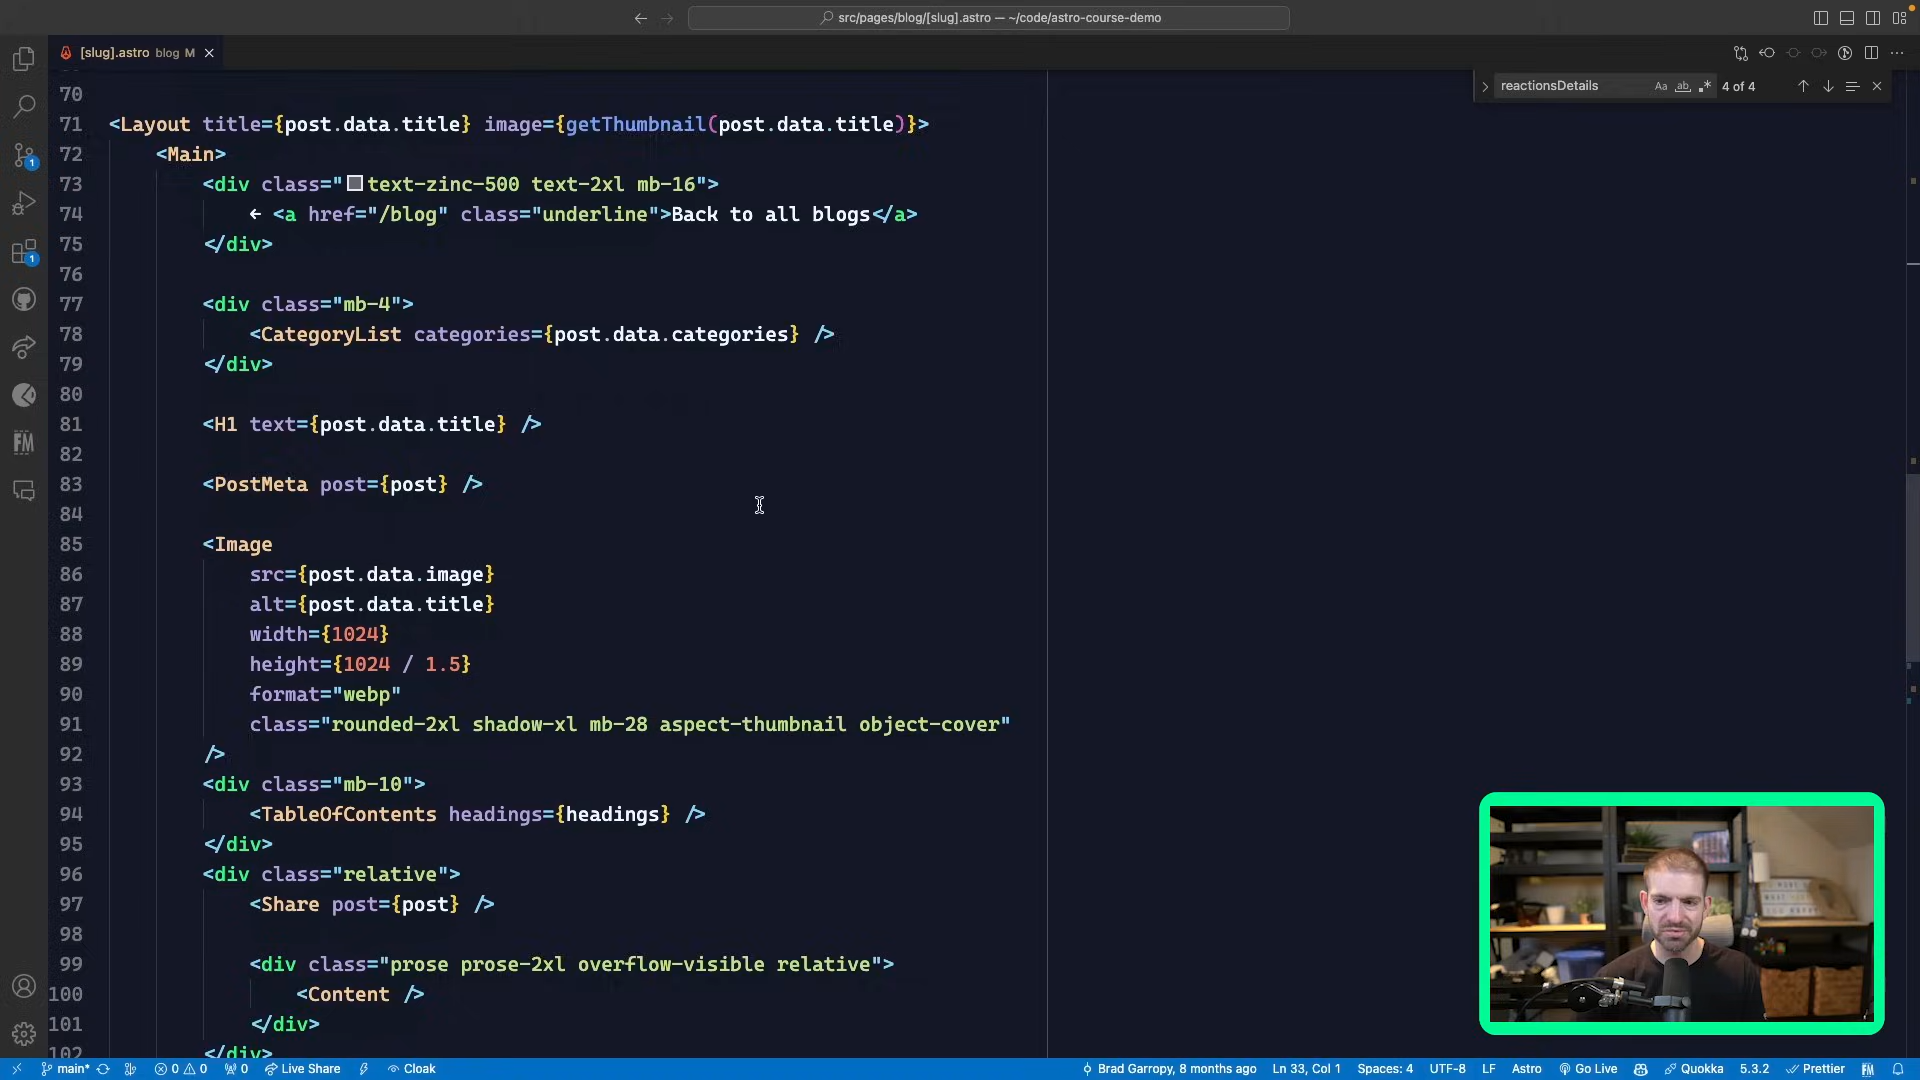 src/pages/blog/[slug].astro — ~/code/astro-course-demo
[slug].astro blog M
reactionsDetails Aa ab .* 4 of 4
70
71 <Layout title={post.data.title} image={getThumbnail(post.data.title)}>
72 <Main>
73 <div class="text-zinc-500 text-2xl mb-16">
74 ← <a href="/blog" class="underline">Back to all blogs</a>
75 </div>
76
77 <div class="mb-4">
78 <CategoryList categories={post.data.categories} />
79 </div>
80
81 <H1 text={post.data.title} />
82
83 <PostMeta post={post} />
84
85 <Image
86 src={post.data.image}
87 alt={post.data.title}
88 width={1024}
89 height={1024 / 1.5}
90 format="webp"
91 class="rounded-2xl shadow-xl mb-28 aspect-thumbnail object-cover"
92 />
93 <div class="mb-10">
94 <TableOfContents headings={headings} />
95 </div>
96 <div class="relative">
97 <Share post={post} />
98
99 <div class="prose prose-2xl overflow-visible relative">
100 <Content />
101 </div>
102 </div>
1
1
FM
main* 0 0 0 Live Share Cloak Brad Garropy, 8 months ago Ln 33, Col 1 Spaces: 4 UTF-8 LF Astro Go Live Quokka 5.3.2 Prettier FM